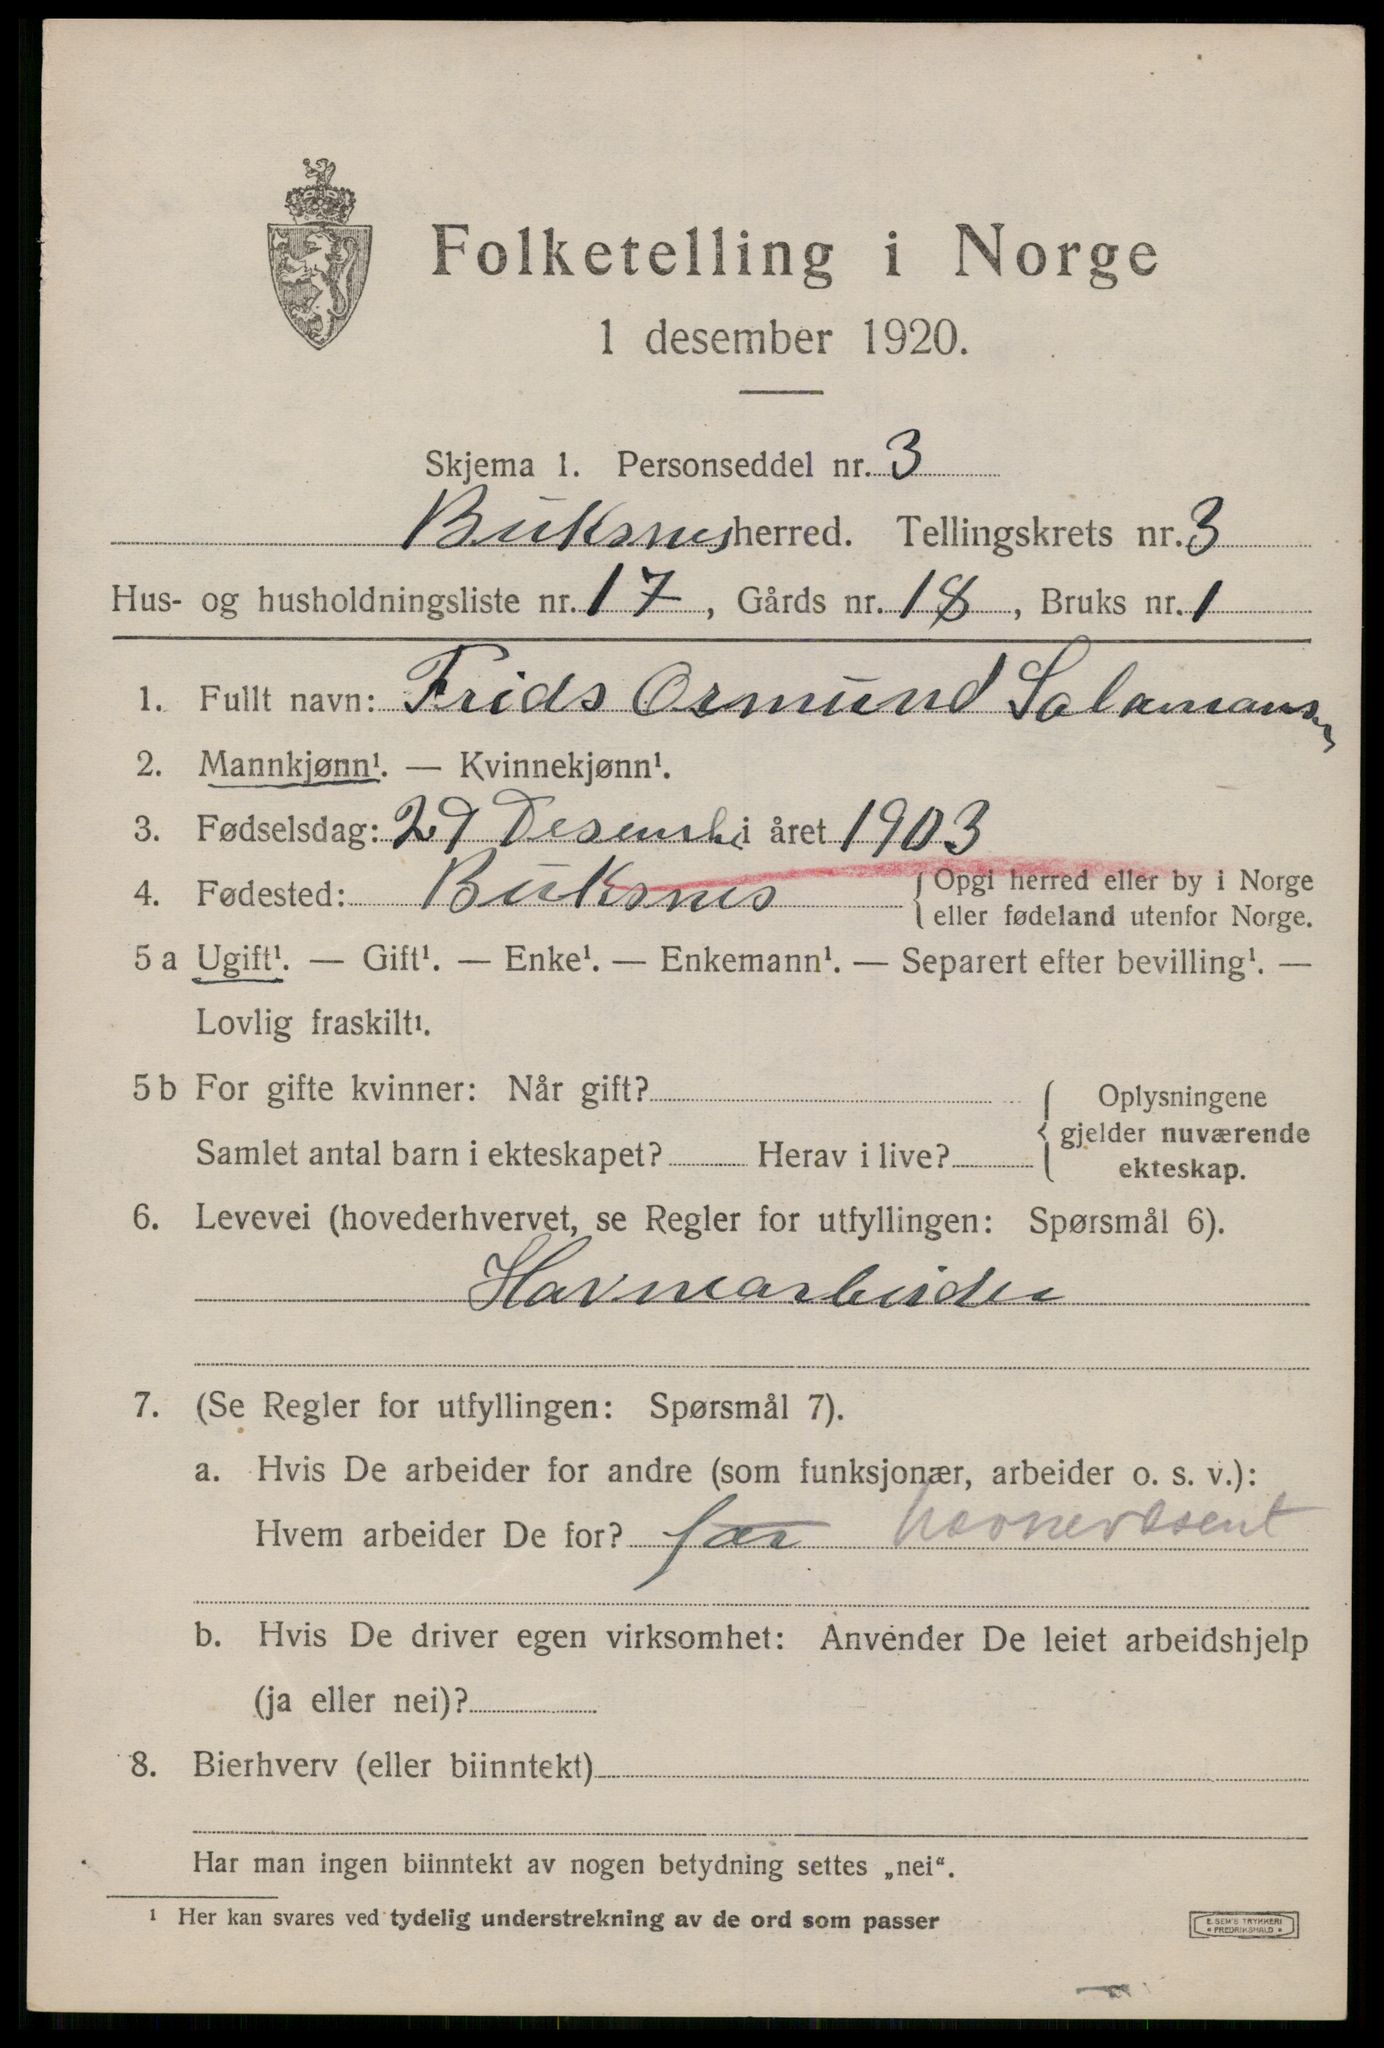 Folketelling i Norge
1 desember 1920.
Skjema 1. Personseddel nr. 3
Buksnes herred. Tellingskrets nr. 3
Hus- og husholdningsliste nr. 17, Gårds nr. 18, Bruks nr. 1
1. Fullt navn: Frids Ormund Salamansen
2. Mannkjønn¹. — Kvinnekjønn¹.
3. Fødselsdag: 29 Desember i året 1903
4. Fødested: Buksnes {Opgi herred eller by i Norge
eller fødeland utenfor Norge.
5 a Ugift¹. — Gift¹. — Enke¹. — Enkemann¹. — Separert efter bevilling¹. —
Lovlig fraskilt¹.
5 b For gifte kvinner: Når gift? { Oplysningene
gjelder nuværende
Samlet antal barn i ekteskapet? Herav i live?
ekteskap.
6. Levevei (hovederhvervet, se Regler for utfyllingen: Spørsmål 6).
Havnearbeider
7. (Se Regler for utfyllingen: Spørsmål 7).
a. Hvis De arbeider for andre (som funksjonær, arbeider o. s. v.):
Hvem arbeider De for? far havnevæsent
b. Hvis De driver egen virksomhet: Anvender De leiet arbeidshjelp
(ja eller nei)?
8. Bierhverv (eller biinntekt)
Har man ingen biinntekt av nogen betydning settes „nei“.
¹ Her kan svares ved tydelig understrekning av de ord som passer
E. SEM'S TRYKKERI
* FREDRIKSHALD *